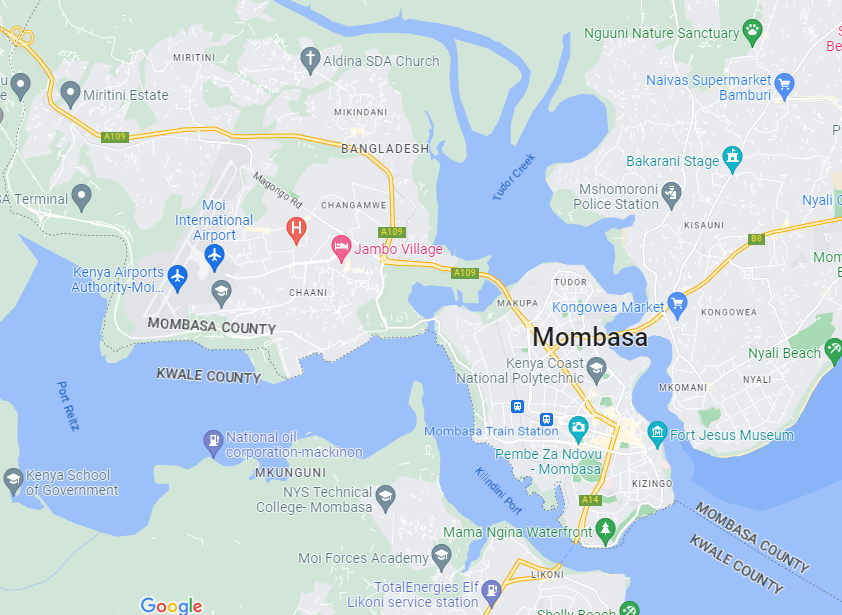 Nguuni Nature Sanctuary
MIRITINI
Aldina SDA Church
Naivas Supermarket
Bamburi
Miritini Estate
MIKINDANI
A109
BANGLADESH
Bakarani Stage
Tudor Creek
Magongo Rd
Mshomoroni
Police Station
Terminal
Moi
International
Airport
CHANGAMWE
Nyali
KISAUNI
A109
B8
Jambo Village
H
Kenya Airports
Authority-Moi...
A109
TUDOR
CHAANI
MAKUPA
Kongowea Market
KONGOWEA
MOMBASA COUNTY
Mombasa
Nyali Beach
Kenya Coast
National Polytechnic
KWALE COUNTY
MKOMANI
NYALI
Port Reitz
National oil
corporation-mackinon
Mombasa Train Station
Fort Jesus Museum
Pembe Za Ndovu
- Mombasa
MKUNGUNI
Kenya School
of Government
Kilindini Port
KIZINGO
NYS Technical
College- Mombasa
A14
MOMBASA COUNTY
Mama Ngina Waterfront
KWALE COUNTY
Moi Forces Academy
LIKONI
TotalEnergies Elf
Likoni service station
Google
Shelly Beach